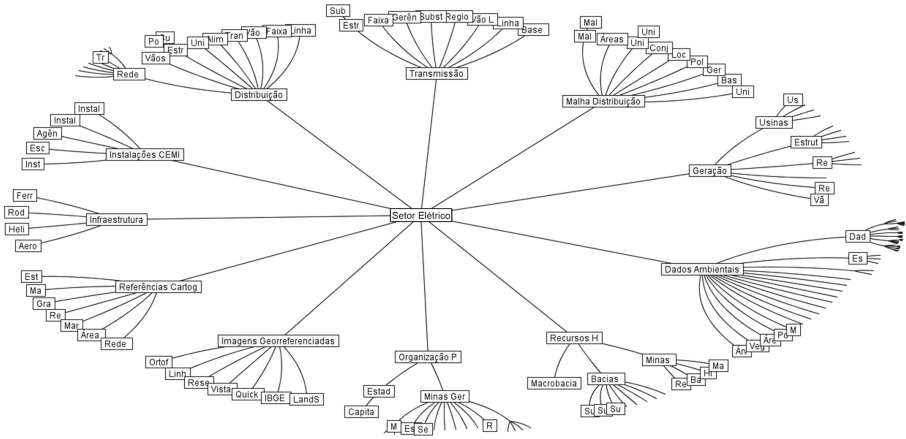 Sub
Estr
Faixa
Gerên
Subst
Regio
Vão L
Linha
Base
Transmissão
Po
Estr
Vãos
Uni
Faixa
Linha
Tr
Rede
Distribuição
Mal
Mal
Áreas
Uni
Uni
Conj
Loc
Pol
Ger
Bas
Uni
Malha Distribuição
Instal
Instal
Agên
Esc
Inst
Instalações CEMI
Us
Usinas
Estrut
Re
Re
Vã
Geração
Setor Elétrico
Ferr
Rod
Heli
Aero
Infraestrutura
Dad
Es
Dados Ambientais
An
Veg
Áre
Po
M
Est
Ma
Gra
Re
Mar
Área
Rede
Referências Cartog
Imagens Georreferenciadas
Ortof
Linh
Rese
Vista
Quick
IBGE
LandS
Organização P
Estad
Capita
Minas Ger
M
Es
Se
R
Recursos H
Macrobacia
Bacias
Su
Su
Su
Minas
Re
Ba
Hi
Ma